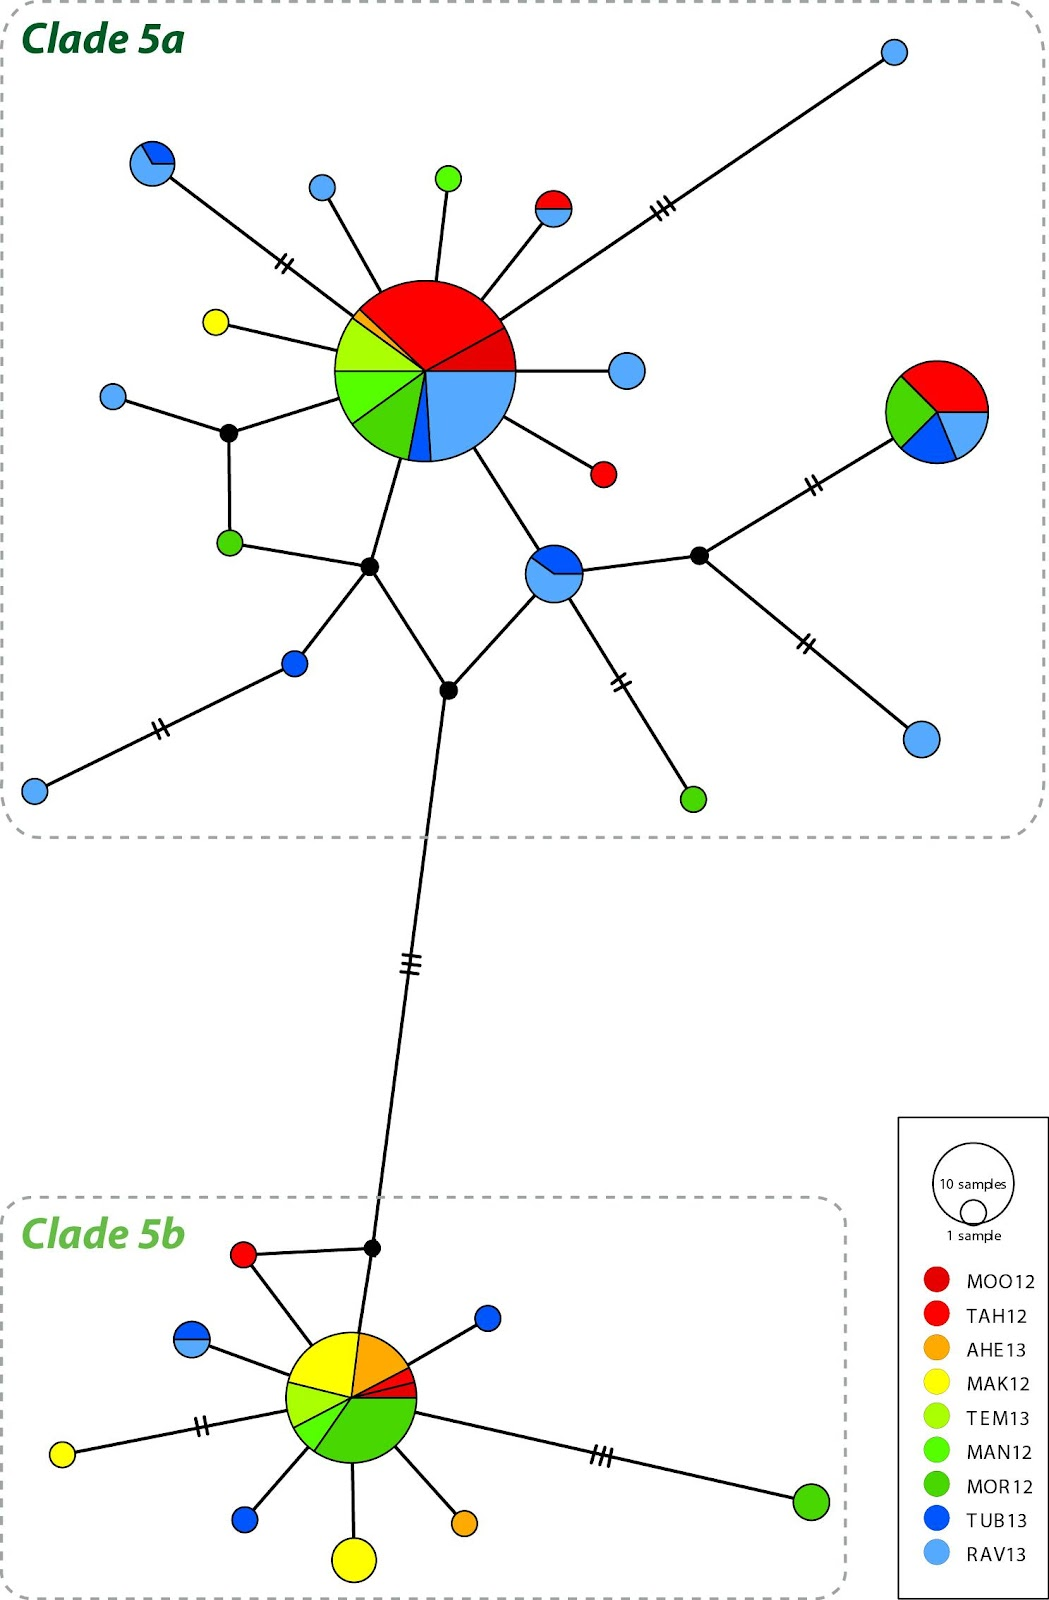 Clade 5a
Clade 5b
10 samples
1 sample
MOO12
TAH12
AHE13
MAK12
TEM13
MAN12
MOR12
TUB13
RAV13